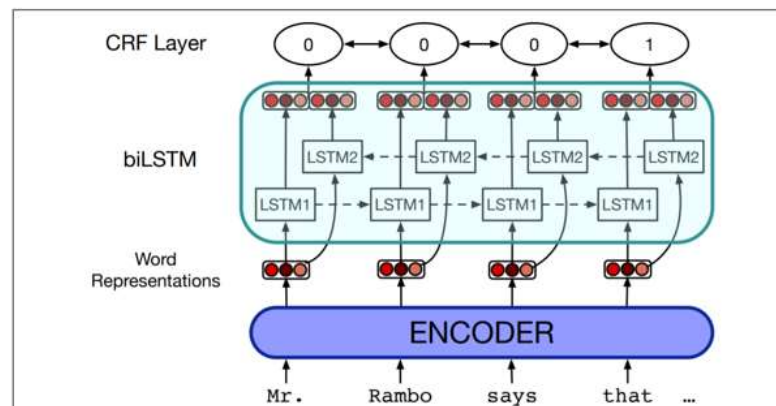 CRF Layer 0 0 0 1
biLSTM
LSTM2 LSTM2 LSTM2 LSTM2
LSTM1 LSTM1 LSTM1 LSTM1
Word
Representations
ENCODER
Mr. Rambo says that ...